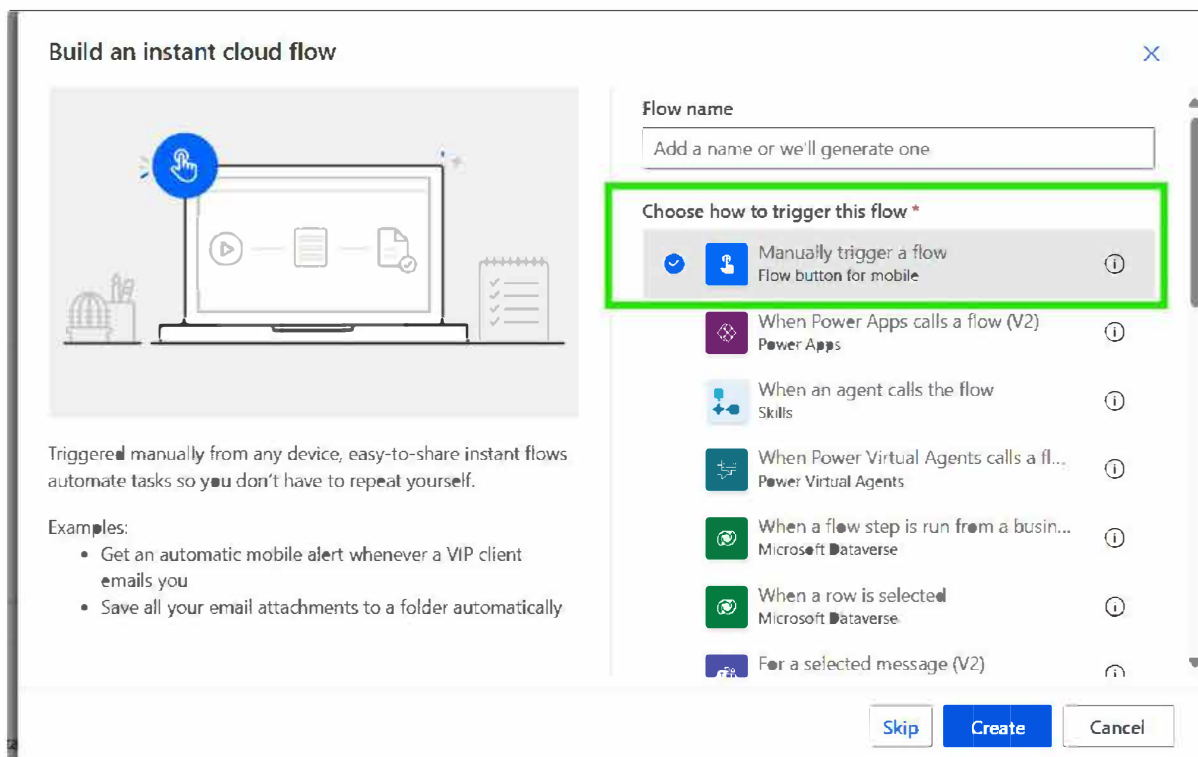 Build an instant cloud flow
Flow name
Add a name or we'll generate one
Choose how to trigger this flow *
Manually trigger a flow
Flow button for mobile
When Power Apps calls a flow (V2)
Power Apps
When an agent calls the flow
Skills
When Power Virtual Agents calls a fl...
Power Virtual Agents
When a flow step is run from a busin...
Microsoft Dataverse
When a row is selected
Microsoft Dataverse
For a selected message (V2)
Triggered manually from any device, easy-to-share instant flows
automate tasks so you don't have to repeat yourself.
Examples:
• Get an automatic mobile alert whenever a VIP client
emails you
• Save all your email attachments to a folder automatically
Skip
Create
Cancel